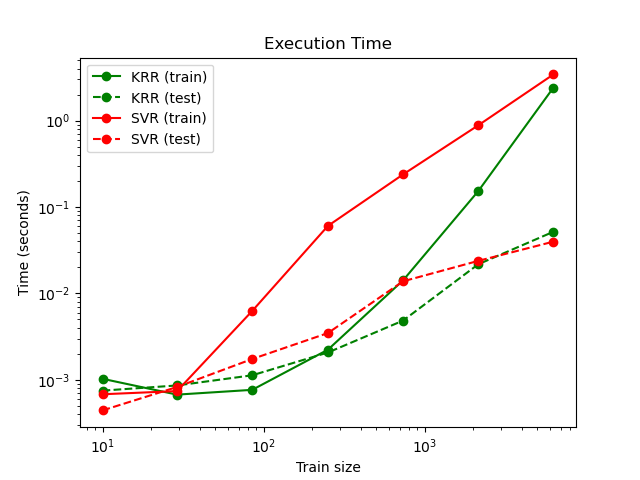 Execution Time
KRR (train)
KRR (test)
SVR (train)
SVR (test)
10⁰
10⁻¹
10⁻²
10⁻³
Time (seconds)
10¹
10²
10³
Train size